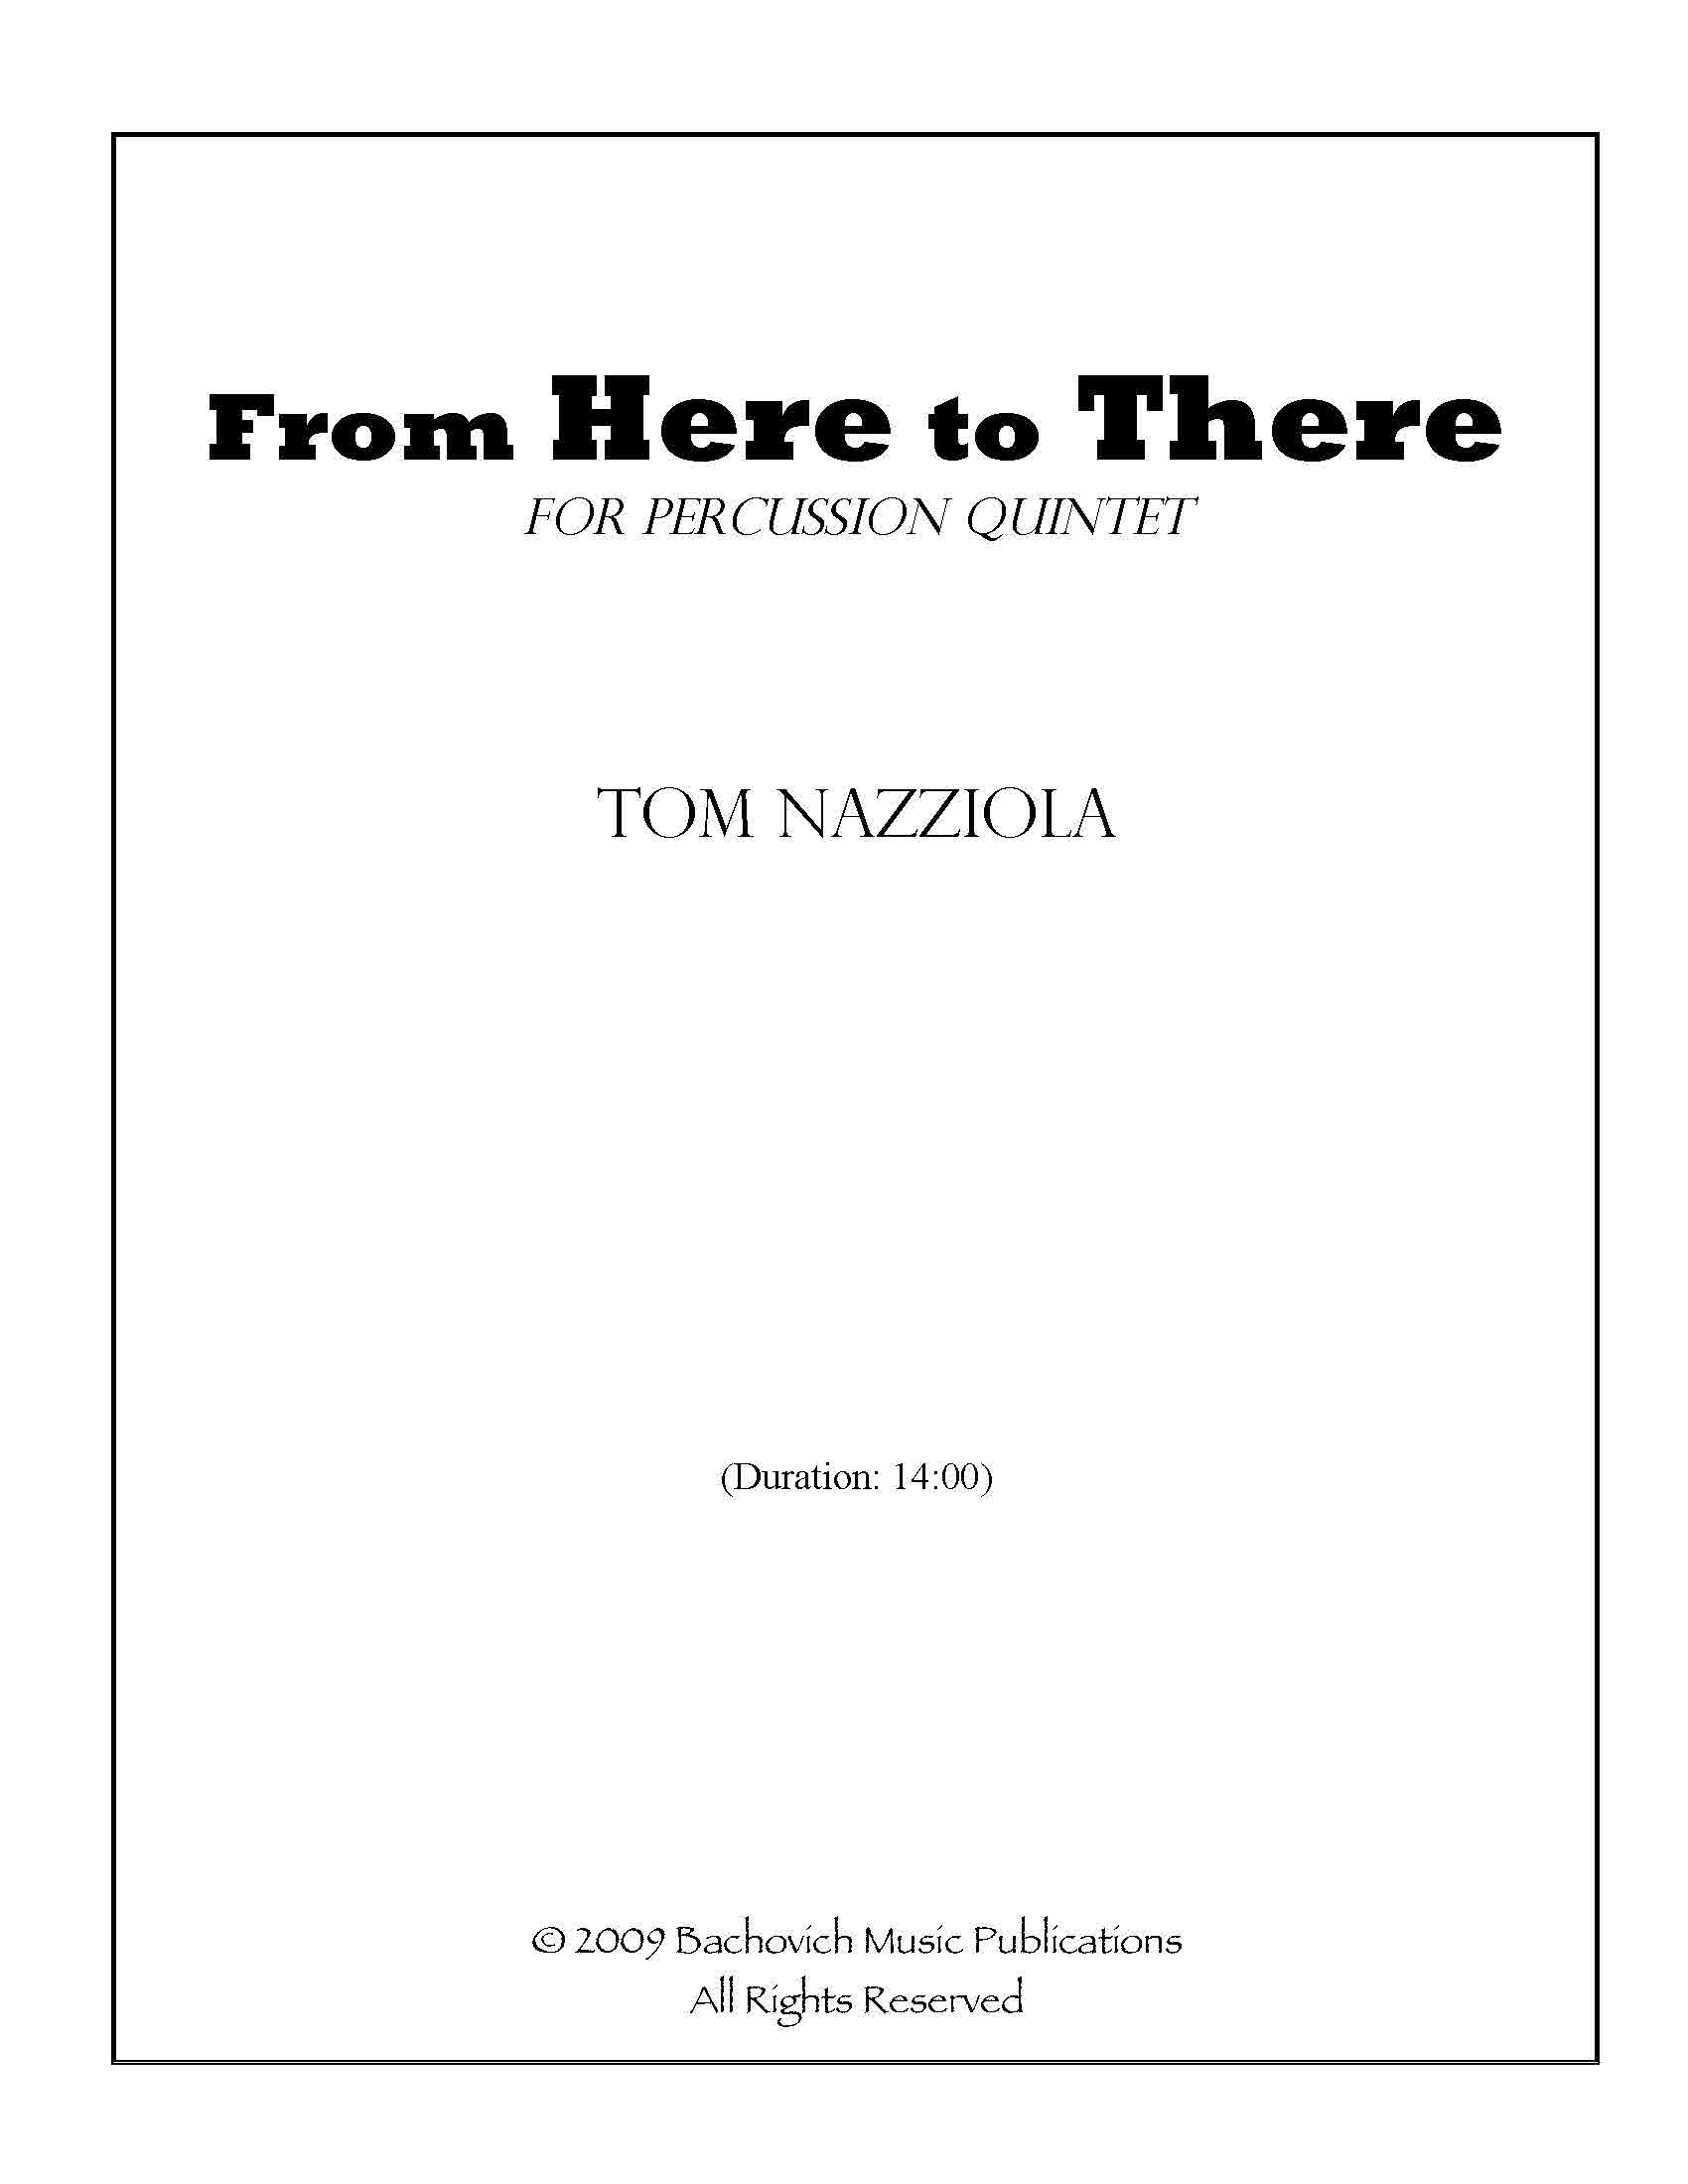 From Here to There
FOR PERCUSSION QUINTET
TOM NAZZIOLA
(Duration: 14:00)
© 2009 Bachovich Music Publications
All Rights Reserved